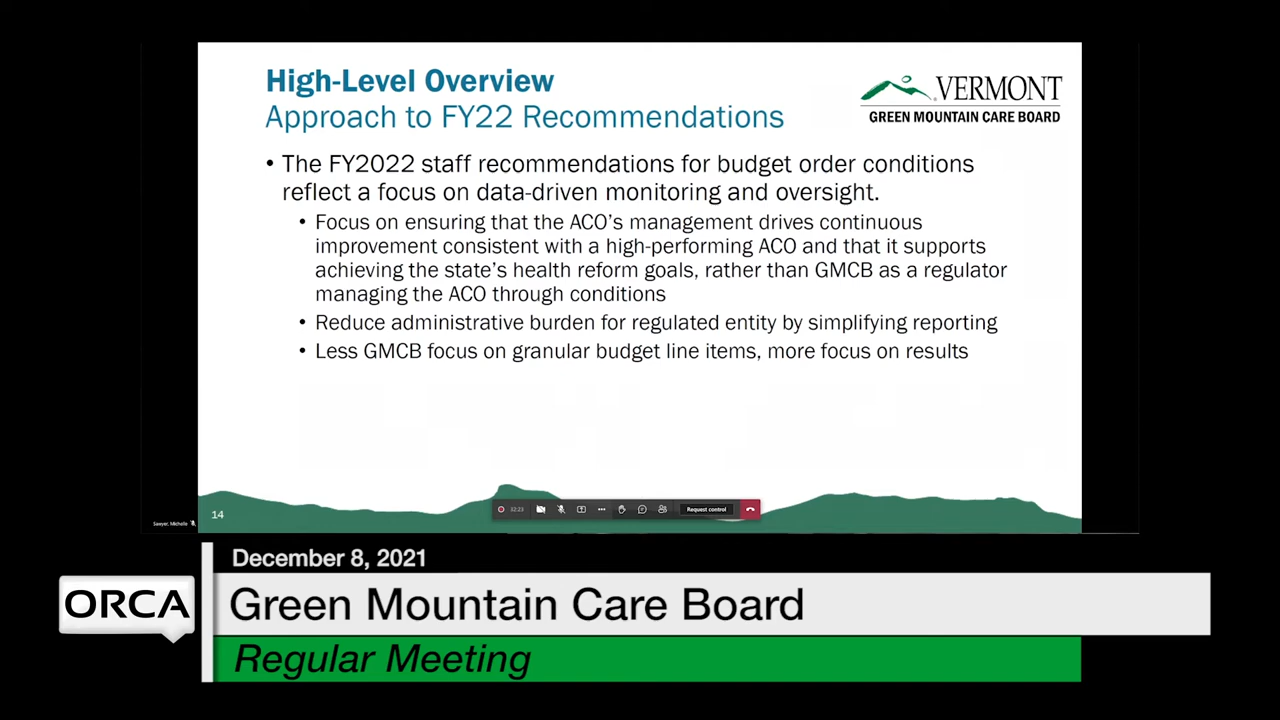 High-Level Overview
Approach to FY22 Recommendations
VERMONT
GREEN MOUNTAIN CARE BOARD
• The FY2022 staff recommendations for budget order conditions
reflect a focus on data-driven monitoring and oversight.
• Focus on ensuring that the ACO's management drives continuous
improvement consistent with a high-performing ACO and that it supports
achieving the state's health reform goals, rather than GMCB as a regulator
managing the ACO through conditions
• Reduce administrative burden for regulated entity by simplifying reporting
• Less GMCB focus on granular budget line items, more focus on results
14
32:23
Request control
Sawyer, Michelle
December 8, 2021
ORCA
Green Mountain Care Board
Regular Meeting